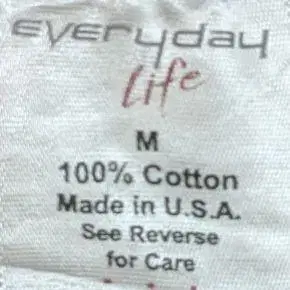 everyday
life
M
100% Cotton
Made in U.S.A.
See Reverse
for Care